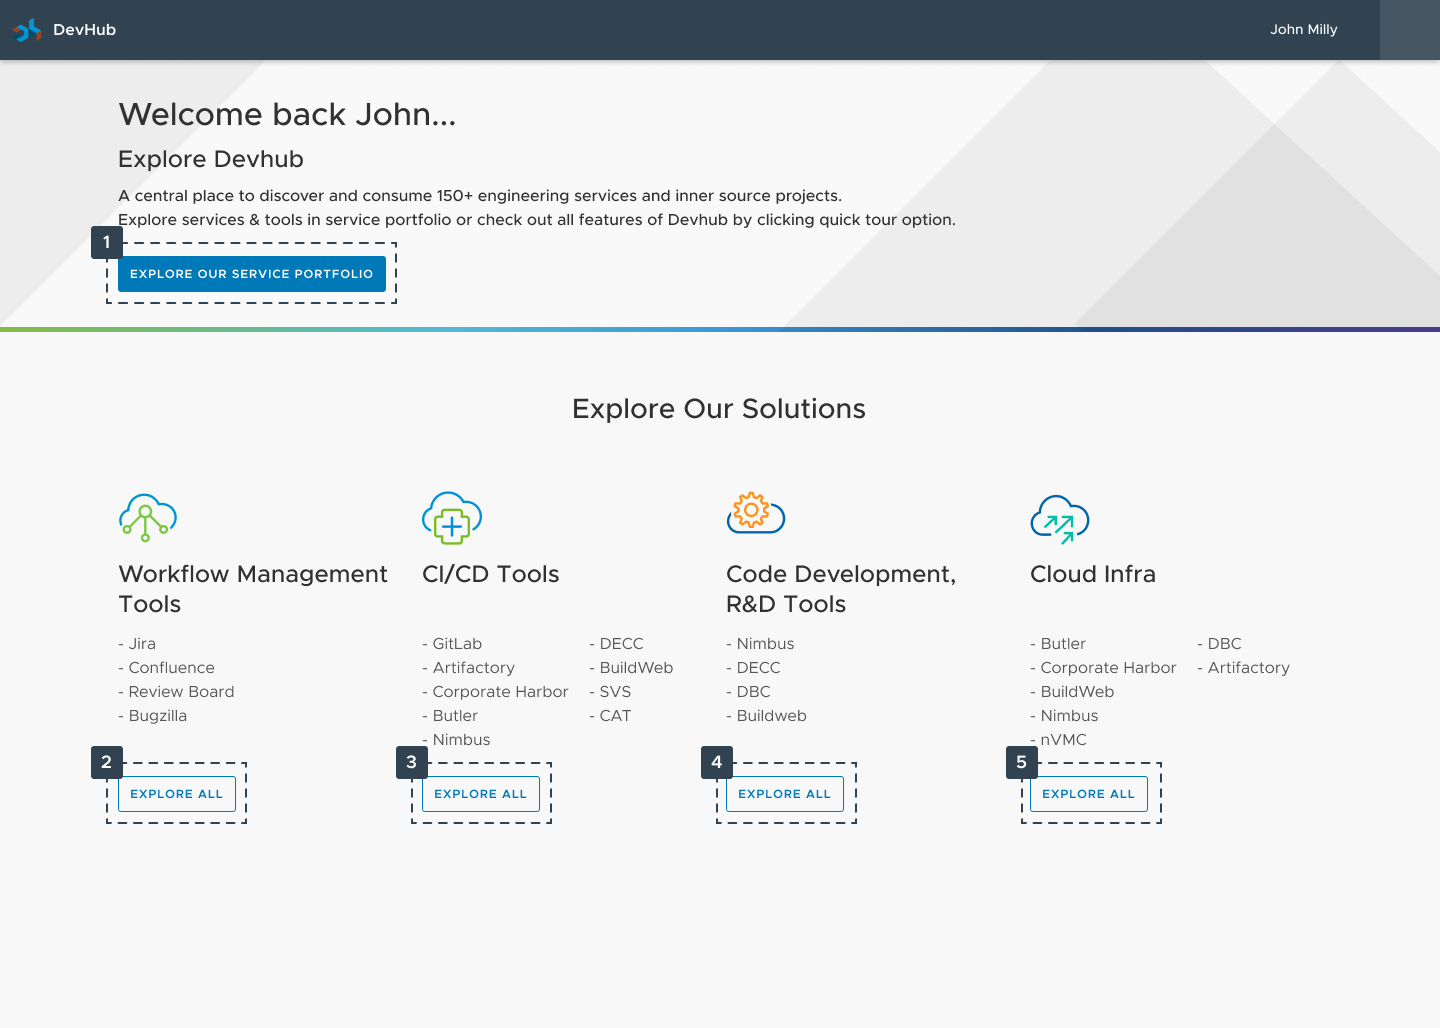 DevHub
John Milly
Welcome back John...
Explore Devhub
A central place to discover and consume 150+ engineering services and inner source projects.
Explore services & tools in service portfolio or check out all features of Devhub by clicking quick tour option.
1
EXPLORE OUR SERVICE PORTFOLIO
Explore Our Solutions
Workflow Management
Tools
- Jira
- Confluence
- Review Board
- Bugzilla
2
EXPLORE ALL
CI/CD Tools
- GitLab
- Artifactory
- Corporate Harbor
- Butler
- Nimbus
- DECC
- BuildWeb
- SVS
- CAT
3
EXPLORE ALL
Code Development,
R&D Tools
- Nimbus
- DECC
- DBC
- Buildweb
4
EXPLORE ALL
Cloud Infra
- Butler
- Corporate Harbor
- BuildWeb
- Nimbus
- nVMC
- DBC
- Artifactory
5
EXPLORE ALL